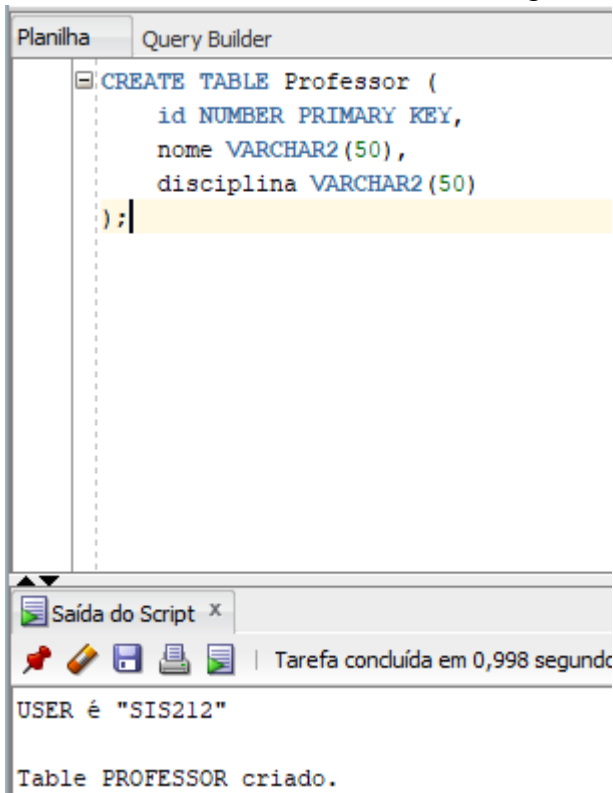 Planilha
Query Builder
CREATE TABLE Professor (
id NUMBER PRIMARY KEY,
nome VARCHAR2(50),
disciplina VARCHAR2(50)
);
Saída do Script x
Tarefa concluída em 0,998 segundo
USER é "SIS212"
Table PROFESSOR criado.